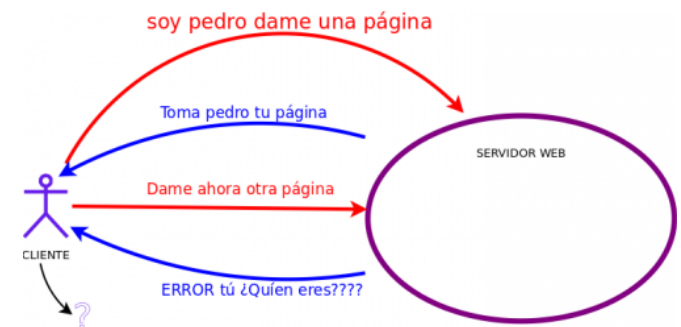 soy pedro dame una página
Toma pedro tu página
SERVIDOR WEB
Dame ahora otra página
CLIENTE
ERROR tú ¿Quíen eres????
?